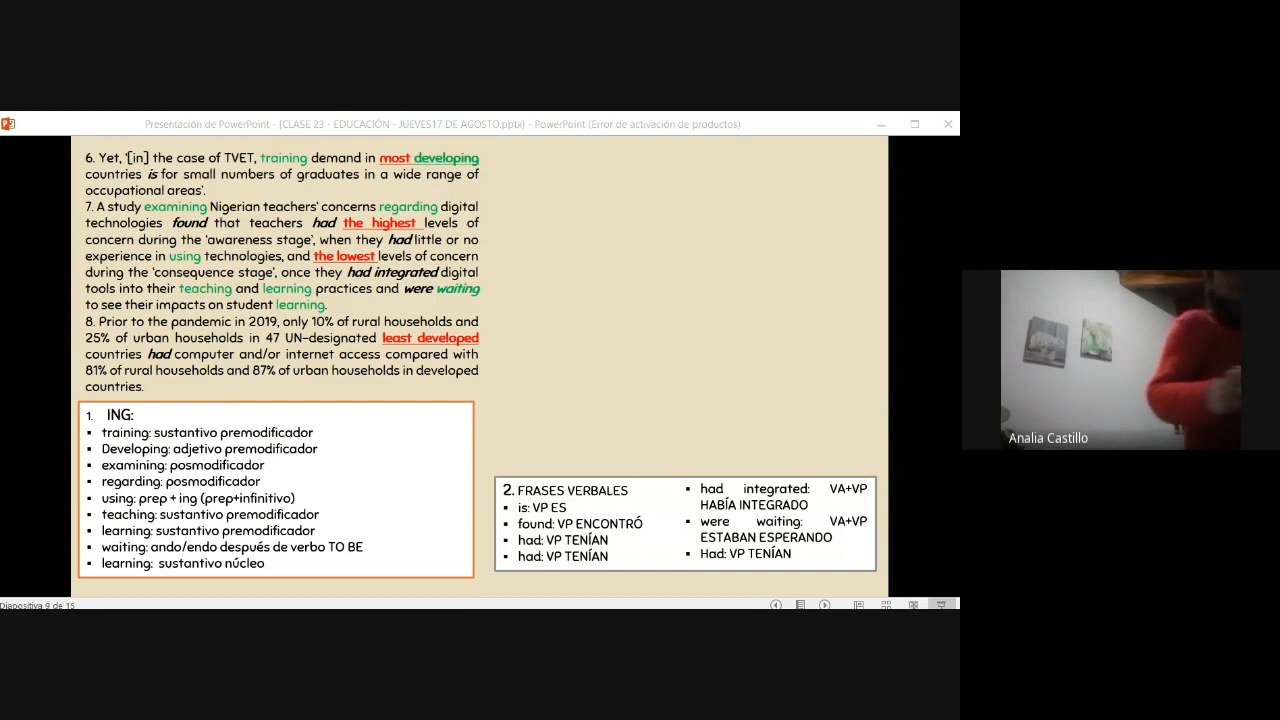 Presentación de PowerPoint - [CLASE 23 - EDUCACIÓN - JUEVES17 DE AGOSTO.pptx] - PowerPoint (Error de activación de productos)
6. Yet, '[in] the case of TVET, training demand in most developing
countries is for small numbers of graduates in a wide range of
occupational areas'.
7. A study examining Nigerian teachers' concerns regarding digital
technologies found that teachers had the highest levels of
concern during the 'awareness stage', when they had little or no
experience in using technologies, and the lowest levels of concern
during the 'consequence stage', once they had integrated digital
tools into their teaching and learning practices and were waiting
to see their impacts on student learning.
8. Prior to the pandemic in 2019, only 10% of rural households and
25% of urban households in 47 UN-designated least developed
countries had computer and/or internet access compared with
81% of rural households and 87% of urban households in developed
countries.
1. ING:
▪ training: sustantivo premodificador
▪ Developing: adjetivo premodificador
▪ examining: posmodificador
▪ regarding: posmodificador
▪ using: prep + ing (prep+infinitivo)
▪ teaching: sustantivo premodificador
▪ learning: sustantivo premodificador
▪ waiting: ando/endo después de verbo TO BE
▪ learning: sustantivo núcleo
2. FRASES VERBALES
▪ is: VP ES
▪ found: VP ENCONTRÓ
▪ had: VP TENÍAN
▪ had: VP TENÍAN
▪ had integrated: VA+VP
HABÍA INTEGRADO
▪ were waiting: VA+VP
ESTABAN ESPERANDO
▪ Had: VP TENÍAN
Diapositiva 9 de 15
Analia Castillo